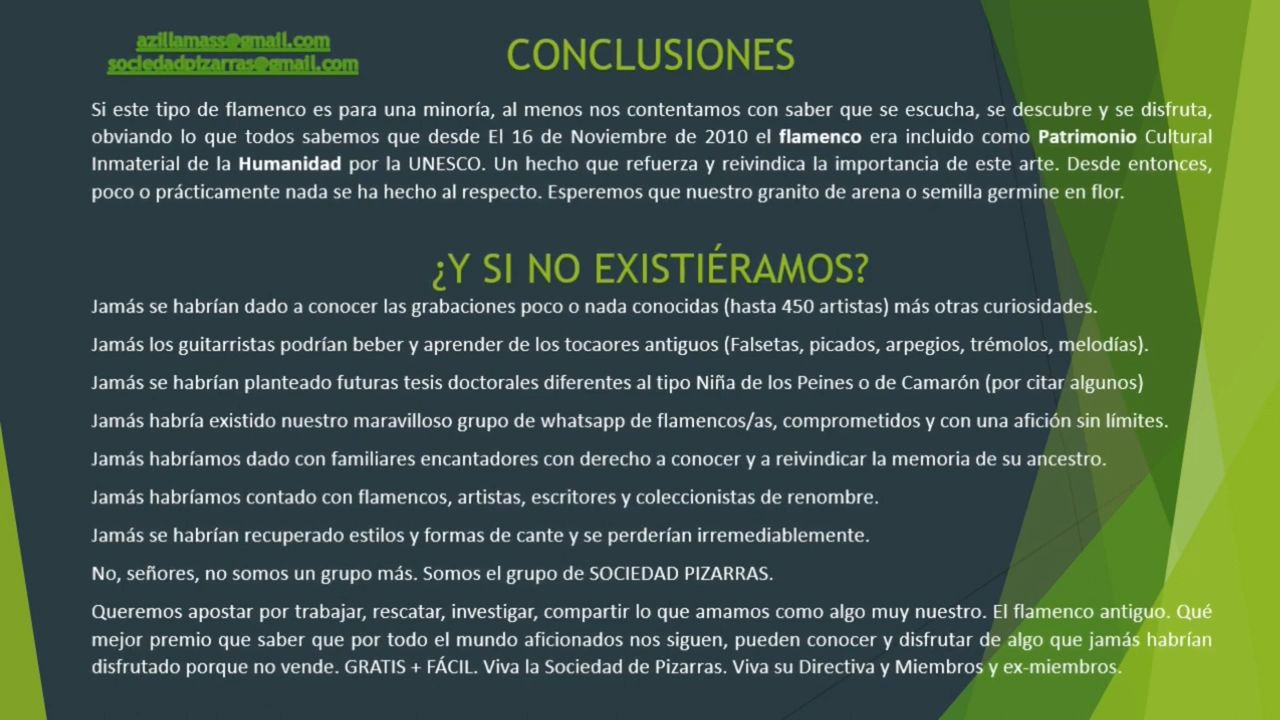 azillamass@gmail.com
sociedadpizarras@gmail.com
CONCLUSIONES
Si este tipo de flamenco es para una minoría, al menos nos contentamos con saber que se escucha, se descubre y se disfruta,
obviando lo que todos sabemos que desde El 16 de Noviembre de 2010 el flamenco era incluido como Patrimonio Cultural
Inmaterial de la Humanidad por la UNESCO. Un hecho que refuerza y reivindica la importancia de este arte. Desde entonces,
poco o prácticamente nada se ha hecho al respecto. Esperemos que nuestro granito de arena o semilla germine en flor.
¿Y SI NO EXISTIÉRAMOS?
Jamás se habrían dado a conocer las grabaciones poco o nada conocidas (hasta 450 artistas) más otras curiosidades.
Jamás los guitarristas podrían beber y aprender de los tocaores antiguos (Falsetas, picados, arpegios, trémolos, melodías).
Jamás se habrían planteado futuras tesis doctorales diferentes al tipo Niña de los Peines o de Camarón (por citar algunos)
Jamás habría existido nuestro maravilloso grupo de whatsapp de flamencos/as, comprometidos y con una afición sin límites.
Jamás habríamos dado con familiares encantadores con derecho a conocer y a reivindicar la memoria de su ancestro.
Jamás habríamos contado con flamencos, artistas, escritores y coleccionistas de renombre.
Jamás se habrían recuperado estilos y formas de cante y se perderían irremediablemente.
No, señores, no somos un grupo más. Somos el grupo de SOCIEDAD PIZARRAS.
Queremos apostar por trabajar, rescatar, investigar, compartir lo que amamos como algo muy nuestro. El flamenco antiguo. Qué
mejor premio que saber que por todo el mundo aficionados nos siguen, pueden conocer y disfrutar de algo que jamás habrían
disfrutado porque no vende. GRATIS + FÁCIL. Viva la Sociedad de Pizarras. Viva su Directiva y Miembros y ex-miembros.